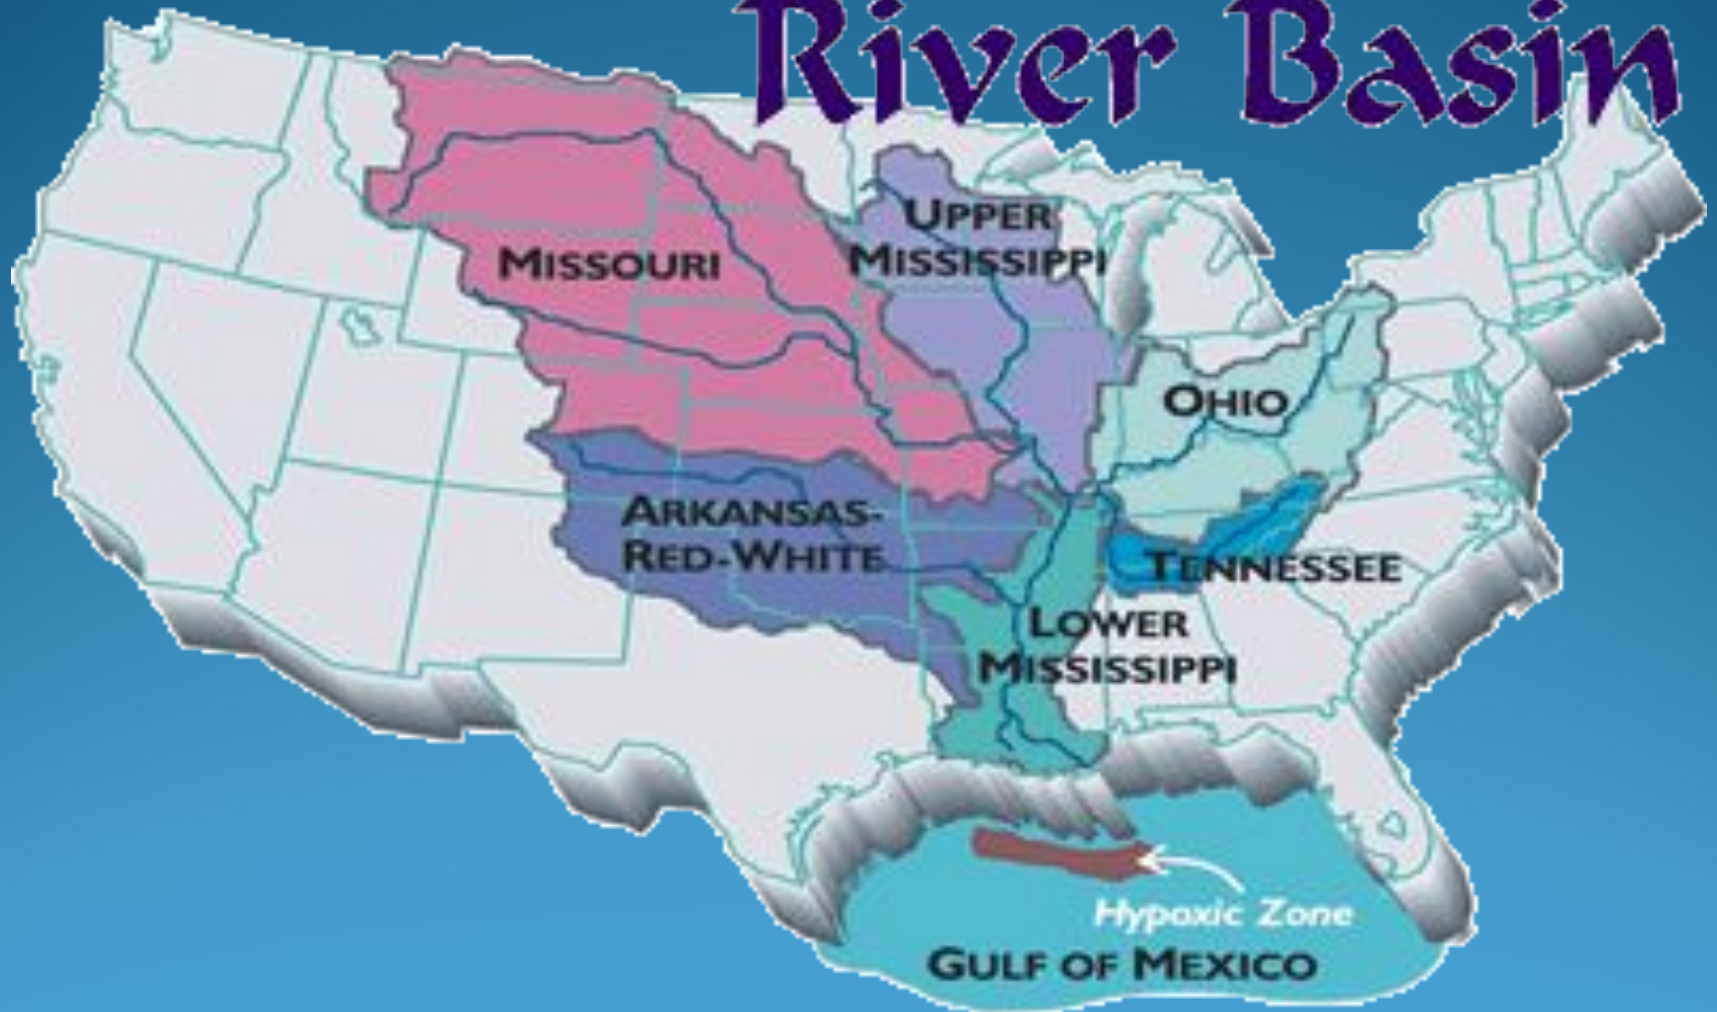 River Basin
UPPER
MISSISSIPPI
MISSOURI
OHIO
ARKANSAS-
RED-WHITE
TENNESSEE
LOWER
MISSISSIPPI
Hypoxic Zone
GULF OF MEXICO